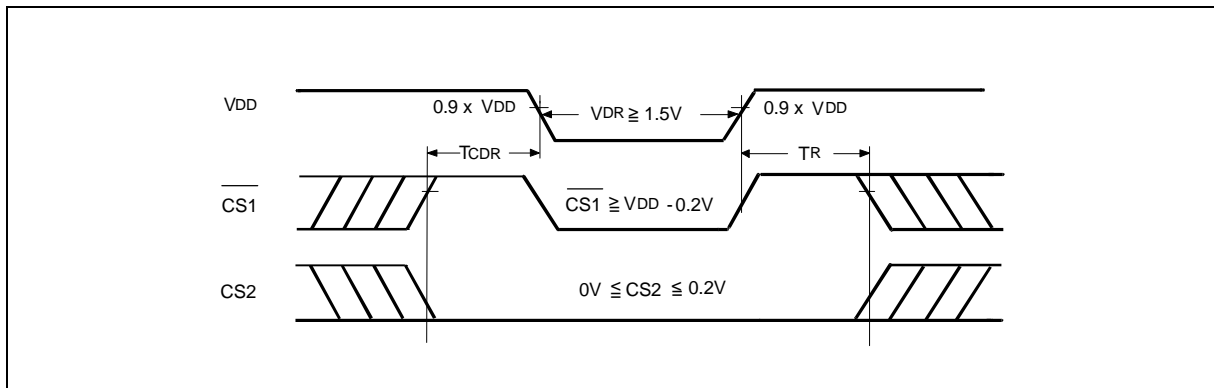 VDD
0.9 x VDD
VDR ≧ 1.5V
0.9 x VDD
TCDR
TR
CS1
CS1 ≧ VDD -0.2V
CS2
0V ≦ CS2 ≦ 0.2V